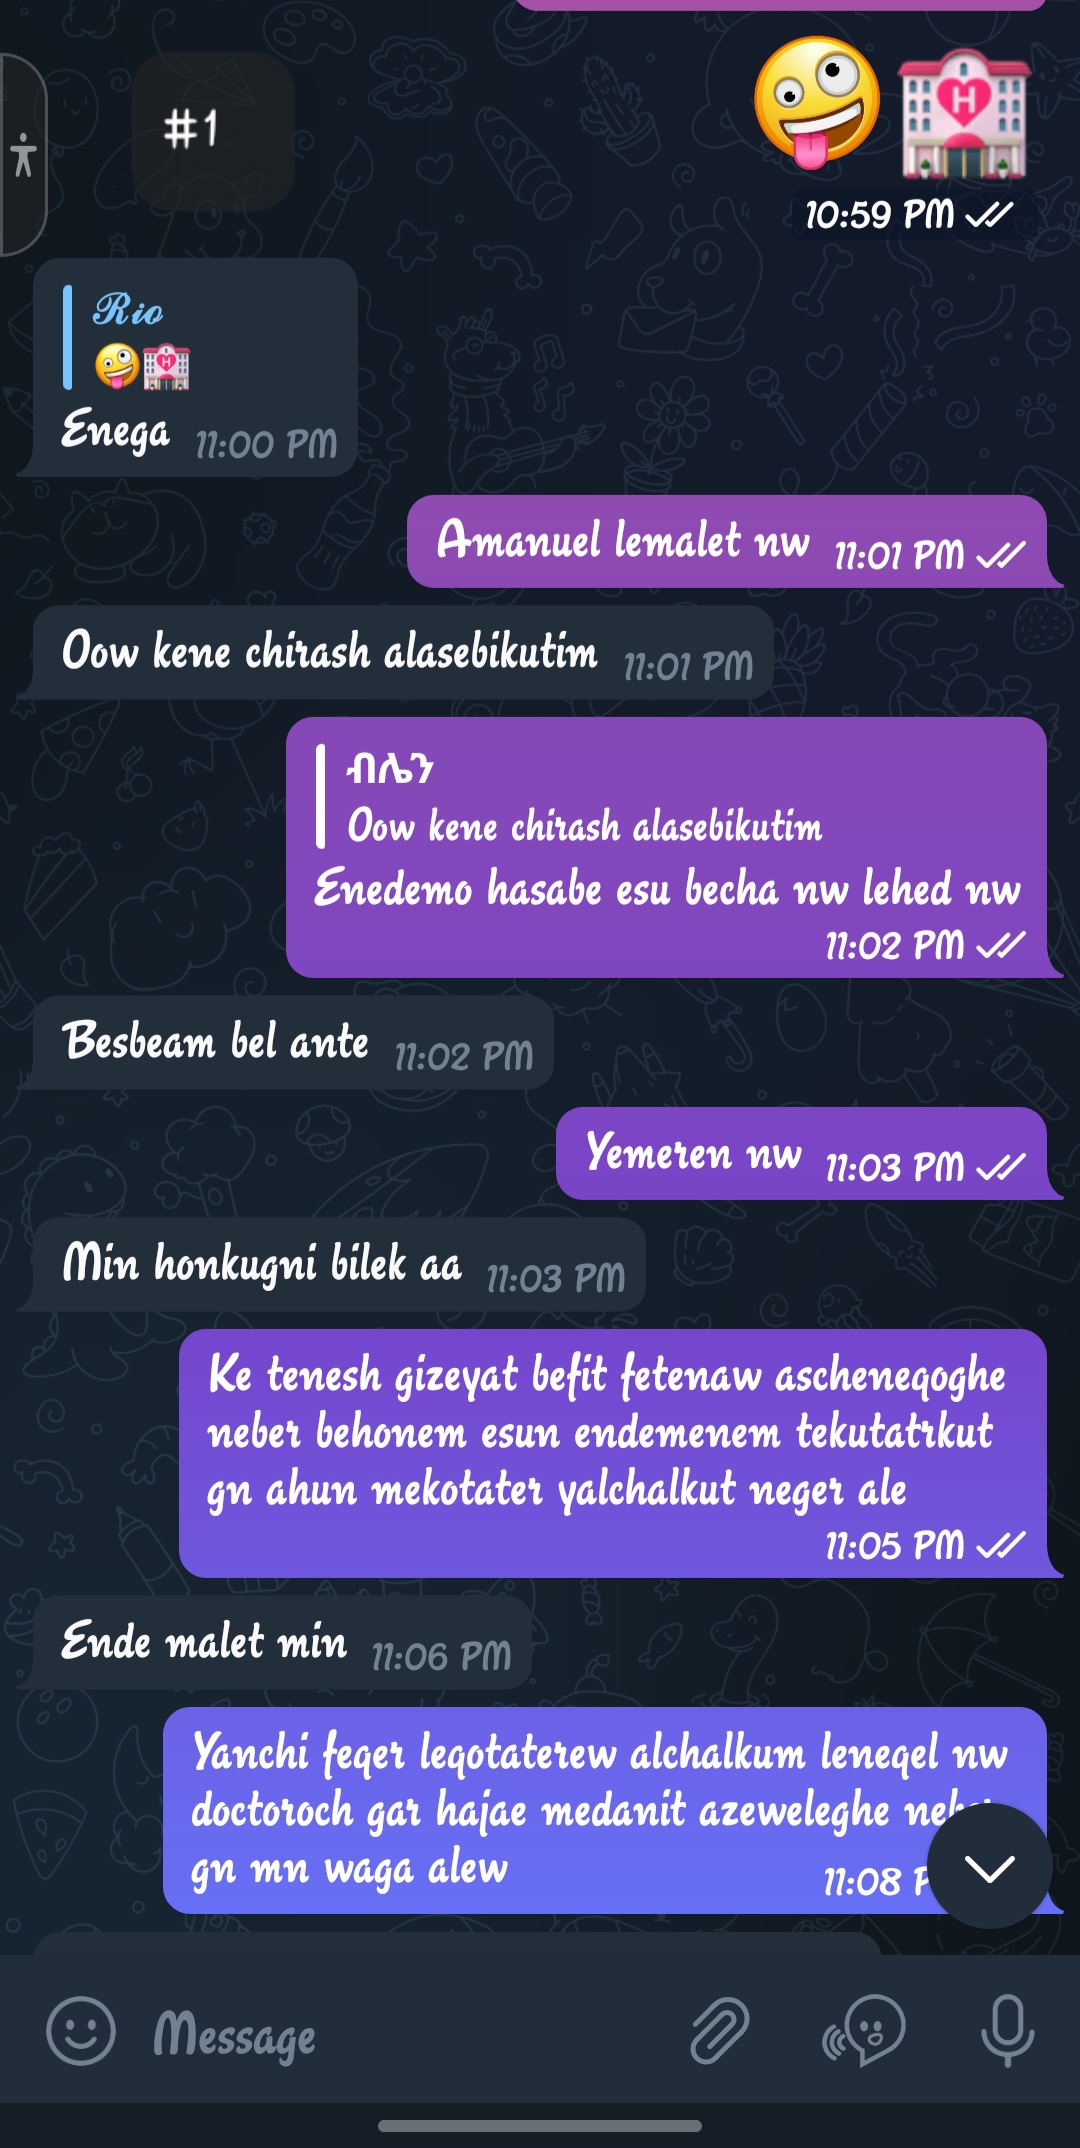 #1
10:59 PM
Rio
Enega 11:00 PM
Amanuel lemalet nw 11:01 PM
Oow kene chirash alasebikutim 11:01 PM
ብሌን
Oow kene chirash alasebikutim
Enedemo hasabe esu becha nw lehed nw
11:02 PM
Besbeam bel ante 11:02 PM
Yemeren nw 11:03 PM
Min honkugni bilek aa 11:03 PM
Ke tenesh gizeyat befit fetenaw ascheneqoghe
neber behonem esun endemenem tekutatrkut
gn ahun mekotater yalchalkut neger ale
11:05 PM
Ende malet min 11:06 PM
Yanchi feqer leqotaterew alchalkum leneqel nw
doctoroch gar hajae medanit azeweleghe
gn mn waga alew 11:08
Message